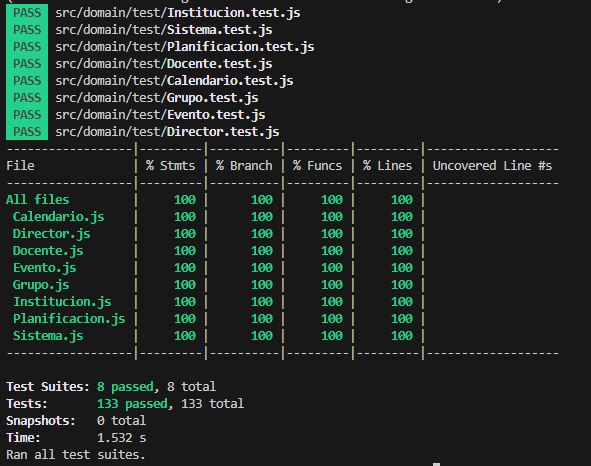 PASS src/domain/test/Institucion.test.js
PASS src/domain/test/Sistema.test.js
PASS src/domain/test/Planificacion.test.js
PASS src/domain/test/Docente.test.js
PASS src/domain/test/Calendario.test.js
PASS src/domain/test/Grupo.test.js
PASS src/domain/test/Evento.test.js
PASS src/domain/test/Director.test.js
-------------------|---------|----------|---------|---------|-------------------
File | % Stmts | % Branch | % Funcs | % Lines | Uncovered Line #s
-------------------|---------|----------|---------|---------|-------------------
All files | 100 | 100 | 100 | 100 |
Calendario.js | 100 | 100 | 100 | 100 |
Director.js | 100 | 100 | 100 | 100 |
Docente.js | 100 | 100 | 100 | 100 |
Evento.js | 100 | 100 | 100 | 100 |
Grupo.js | 100 | 100 | 100 | 100 |
Institucion.js | 100 | 100 | 100 | 100 |
Planificacion.js | 100 | 100 | 100 | 100 |
Sistema.js | 100 | 100 | 100 | 100 |
-------------------|---------|----------|---------|---------|-------------------
Test Suites: 8 passed, 8 total
Tests: 133 passed, 133 total
Snapshots: 0 total
Time: 1.532 s
Ran all test suites.